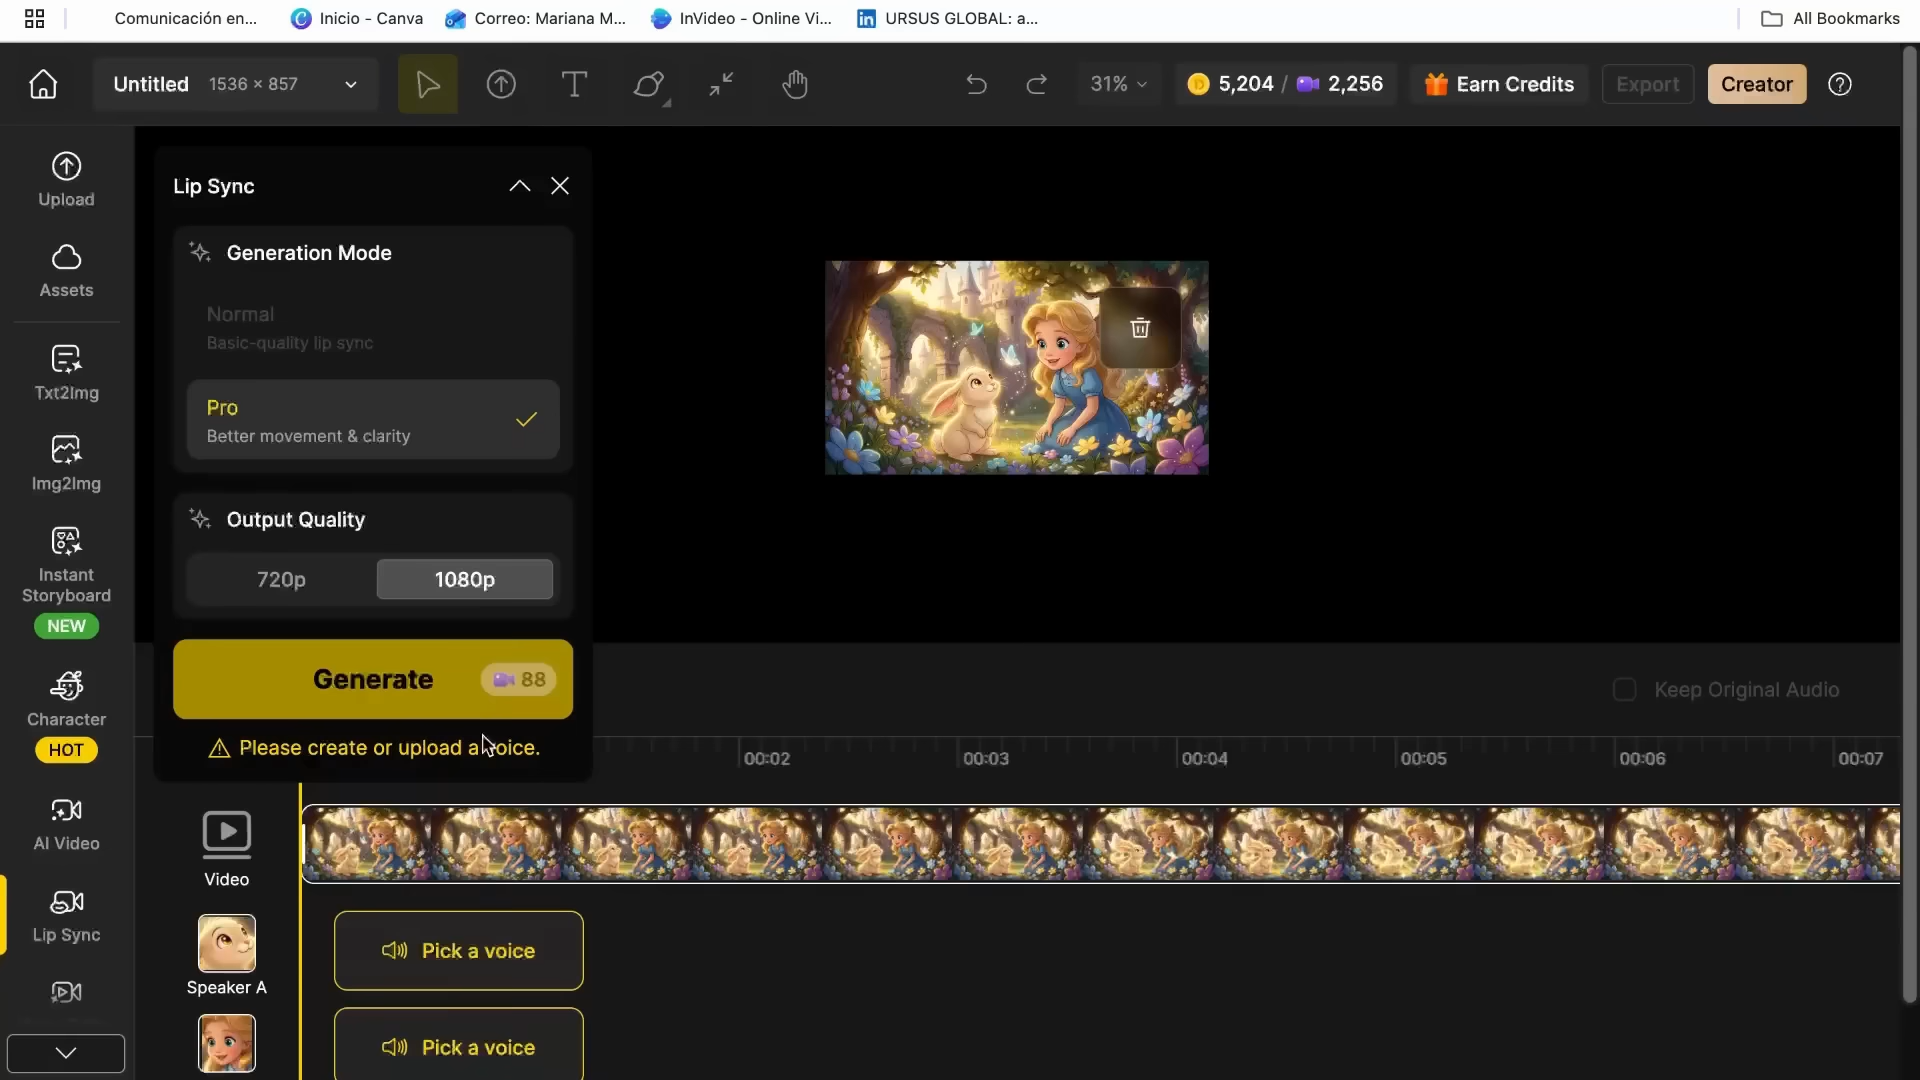 Comunicación en...
Inicio - Canva
Correo: Mariana M...
InVideo - Online Vi...
URSUS GLOBAL: a...
All Bookmarks
Untitled 1536 × 857
31%
5,204 / 2,256
Earn Credits
Export
Creator
Upload
Assets
Txt2Img
Img2Img
Instant
Storyboard
NEW
Character
HOT
AI Video
Lip Sync
Lip Sync
Generation Mode
Normal
Basic-quality lip sync
Pro
Better movement & clarity
Output Quality
720p 1080p
Generate 88
Please create or upload a voice.
Keep Original Audio
00:02 00:03 00:04 00:05 00:06 00:07
Video
Speaker A
Pick a voice
Pick a voice